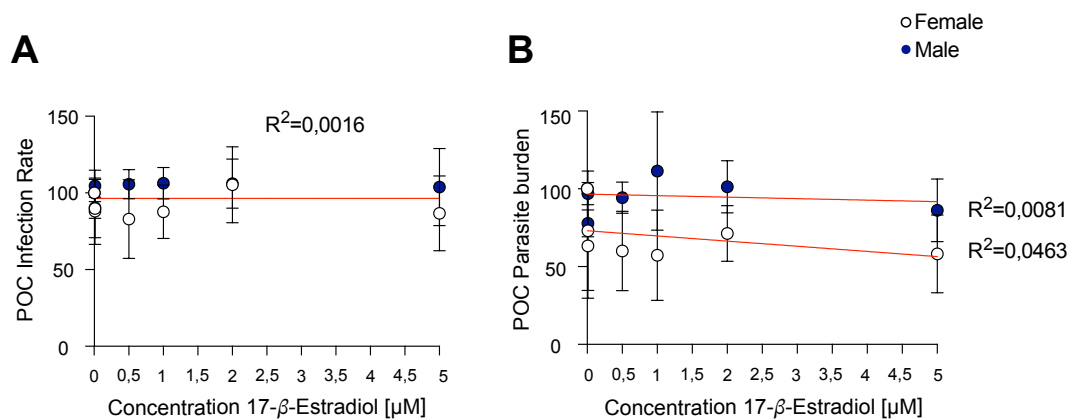 Female
Male
A
B
R²=0,0016
150
100
50
0
POC Infection Rate
0 0,5 1 1,5 2 2,5 3 3,5 4 4,5 5
Concentration 17-β-Estradiol [µM]
150
100
50
0
POC Parasite burden
R²=0,0081
R²=0,0463
0 0,5 1 1,5 2 2,5 3 3,5 4 4,5 5
Concentration 17-β-Estradiol [µM]